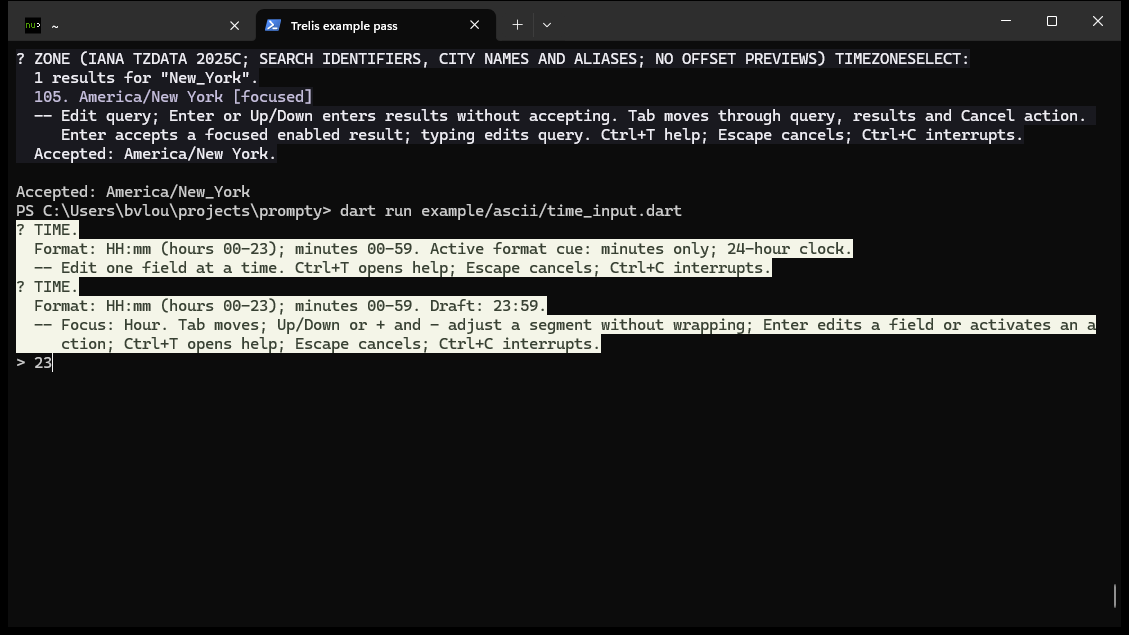 nu> ~
Trelis example pass
? ZONE (IANA TZDATA 2025C; SEARCH IDENTIFIERS, CITY NAMES AND ALIASES; NO OFFSET PREVIEWS) TIMEZONESELECT:
1 results for "New_York".
105. America/New York [focused]
-- Edit query; Enter or Up/Down enters results without accepting. Tab moves through query, results and Cancel action.
Enter accepts a focused enabled result; typing edits query. Ctrl+T help; Escape cancels; Ctrl+C interrupts.
Accepted: America/New York.
Accepted: America/New_York
PS C:\Users\bvlou\projects\prompty> dart run example/ascii/time_input.dart
? TIME.
Format: HH:mm (hours 00-23); minutes 00-59. Active format cue: minutes only; 24-hour clock.
-- Edit one field at a time. Ctrl+T opens help; Escape cancels; Ctrl+C interrupts.
? TIME.
Format: HH:mm (hours 00-23); minutes 00-59. Draft: 23:59.
-- Focus: Hour. Tab moves; Up/Down or + and - adjust a segment without wrapping; Enter edits a field or activates an a
ction; Ctrl+T opens help; Escape cancels; Ctrl+C interrupts.
> 23